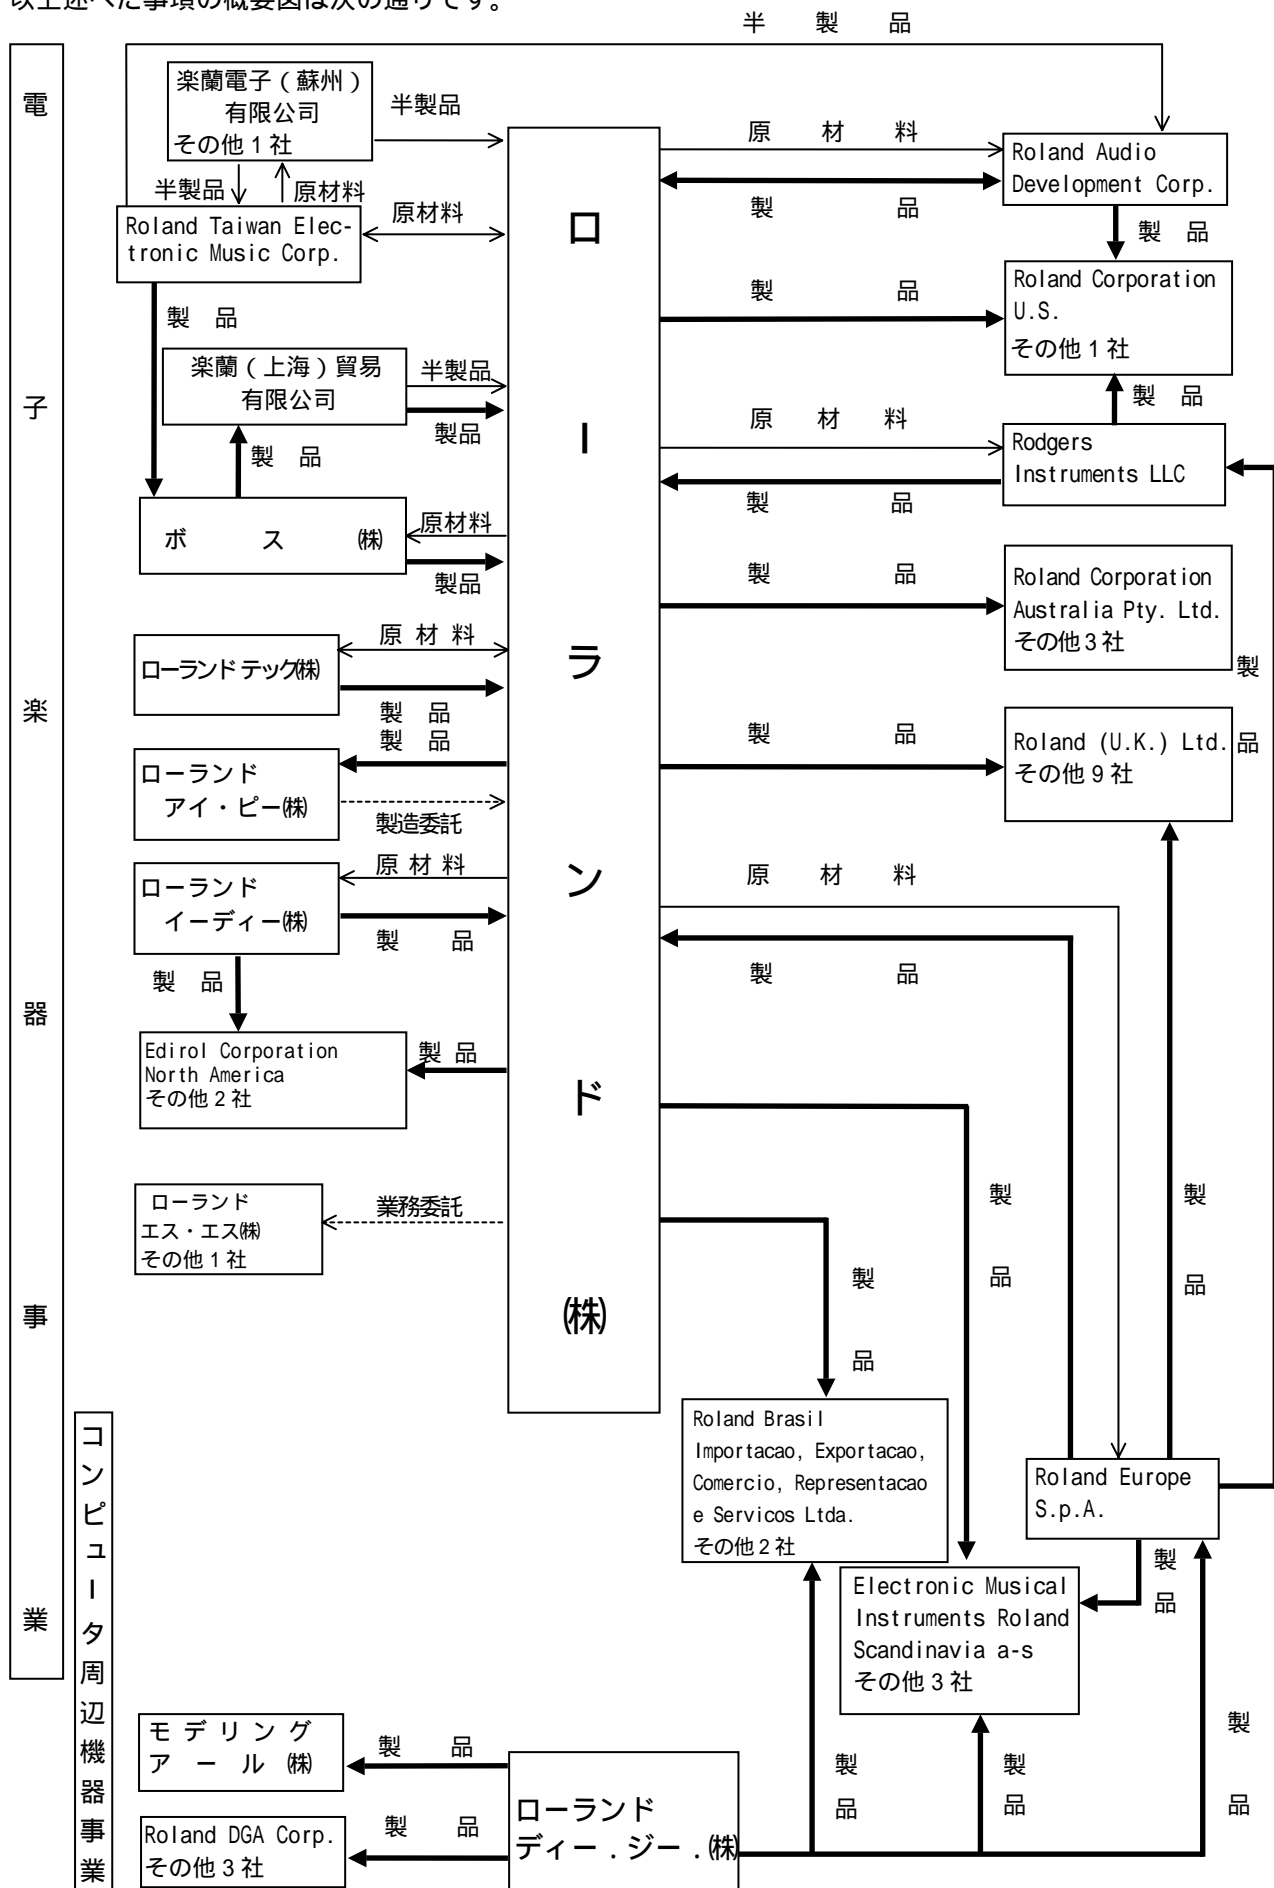 以上述べた事項の概要図は次の通りです。
半 製 品
電子楽器事業
楽蘭電子(蘇州)
有限公司
その他1社
半製品
半製品
原材料
Roland Taiwan Elec-
tronic Music Corp.
原材料
製 品
楽蘭(上海)貿易
有限公司
半製品
製品
製 品
ボ ス ㈱
原材料
製品
ローランド テック㈱
原 材 料
製 品
製 品
ローランド
アイ・ピー㈱
製造委託
ローランド
イーディー㈱
原 材 料
製 品
製 品
Edirol Corporation
North America
その他2社
製 品
ローランド
エス・エス㈱
その他1社
業務委託
ローランド㈱
原 材 料
製 品
Roland Audio
Development Corp.
製 品
製 品
Roland Corporation
U.S.
その他1社
製 品
原 材 料
製 品
Rodgers
Instruments LLC
製 品
Roland Corporation
Australia Pty. Ltd.
その他3社
製 品
製 品
Roland (U.K.) Ltd.
その他9社
原 材 料
製 品
製 品
製 品
製 品
Roland Brasil
Importacao, Exportacao,
Comercio, Representacao
e Servicos Ltda.
その他2社
Roland Europe
S.p.A.
製 品
Electronic Musical
Instruments Roland
Scandinavia a-s
その他3社
コンピュータ周辺機器事業
モ デ リ ン グ
ア ー ル ㈱
製 品
Roland DGA Corp.
その他3社
製 品
ローランド
ディー.ジー.㈱
製 品
製 品
製 品